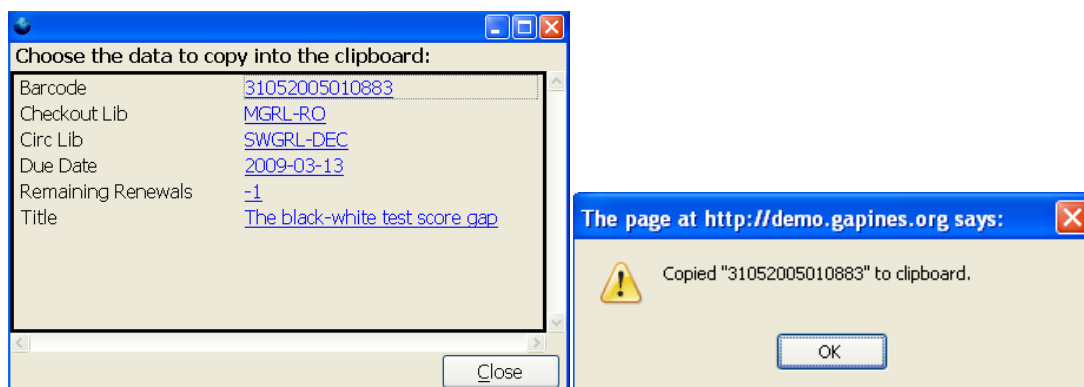 Choose the data to copy into the clipboard:
Barcode 31052005010883
Checkout Lib MGRL-RO
Circ Lib SWGRL-DEC
Due Date 2009-03-13
Remaining Renewals -1
Title The black-white test score gap
Close
The page at http://demo.gapines.org says:
Copied "31052005010883" to clipboard.
OK